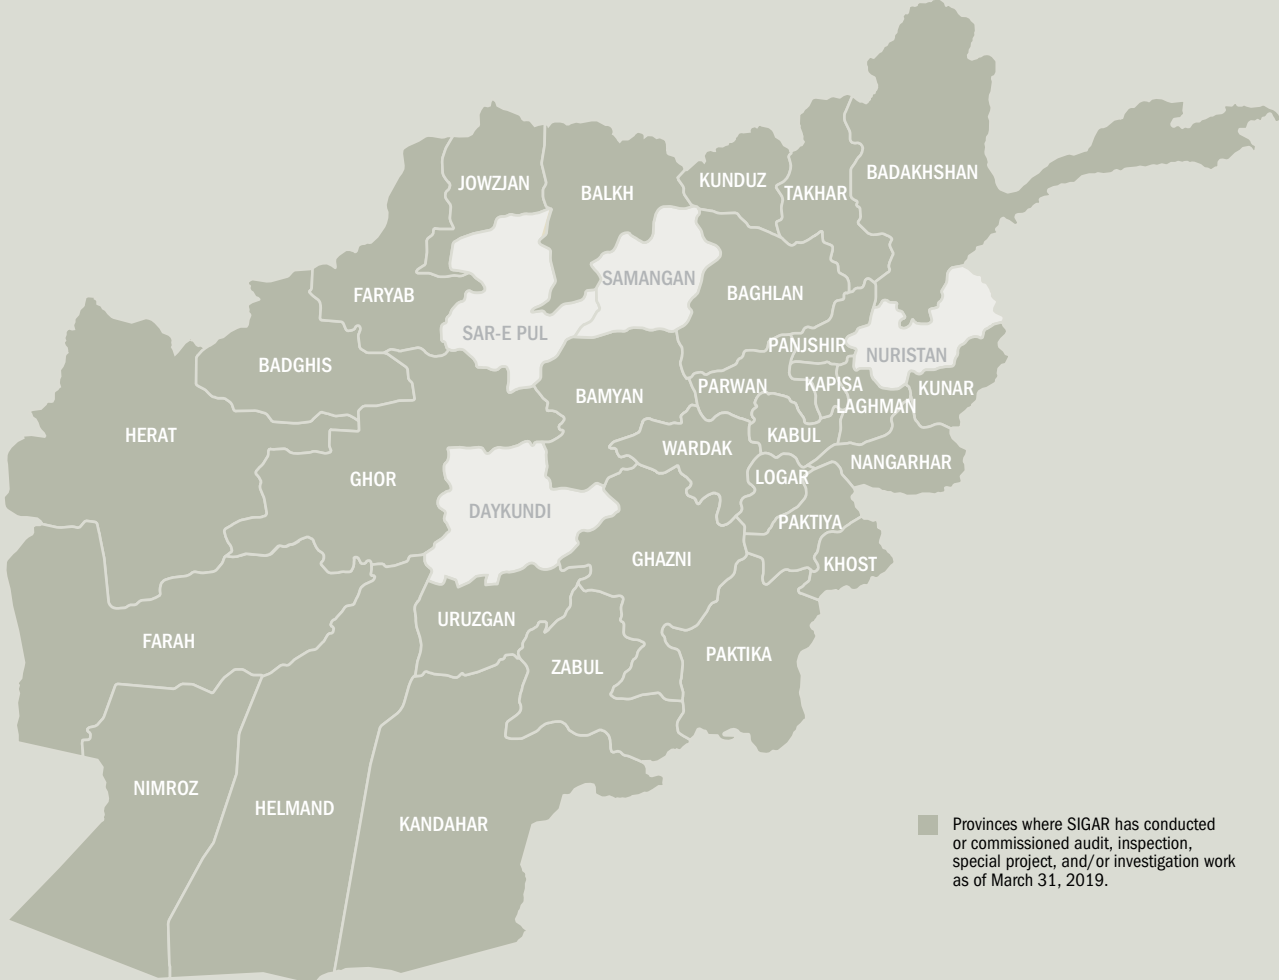 BADAKHSHAN
JOWZJAN
BALKH
KUNDUZ
TAKHAR
SAMANGAN
BAGHLAN
FARYAB
SAR-E PUL
PANJSHIR
NURISTAN
BADGHIS
BAMYAN
PARWAN
KAPISA
KUNAR
LAGHMAN
HERAT
WARDAK
KABUL
NANGARHAR
GHOR
LOGAR
DAYKUNDI
PAKTIYA
GHAZNI
KHOST
URUZGAN
FARAH
ZABUL
PAKTIKA
NIMROZ
HELMAND
KANDAHAR
Provinces where SIGAR has conducted
or commissioned audit, inspection,
special project, and/or investigation work
as of March 31, 2019.